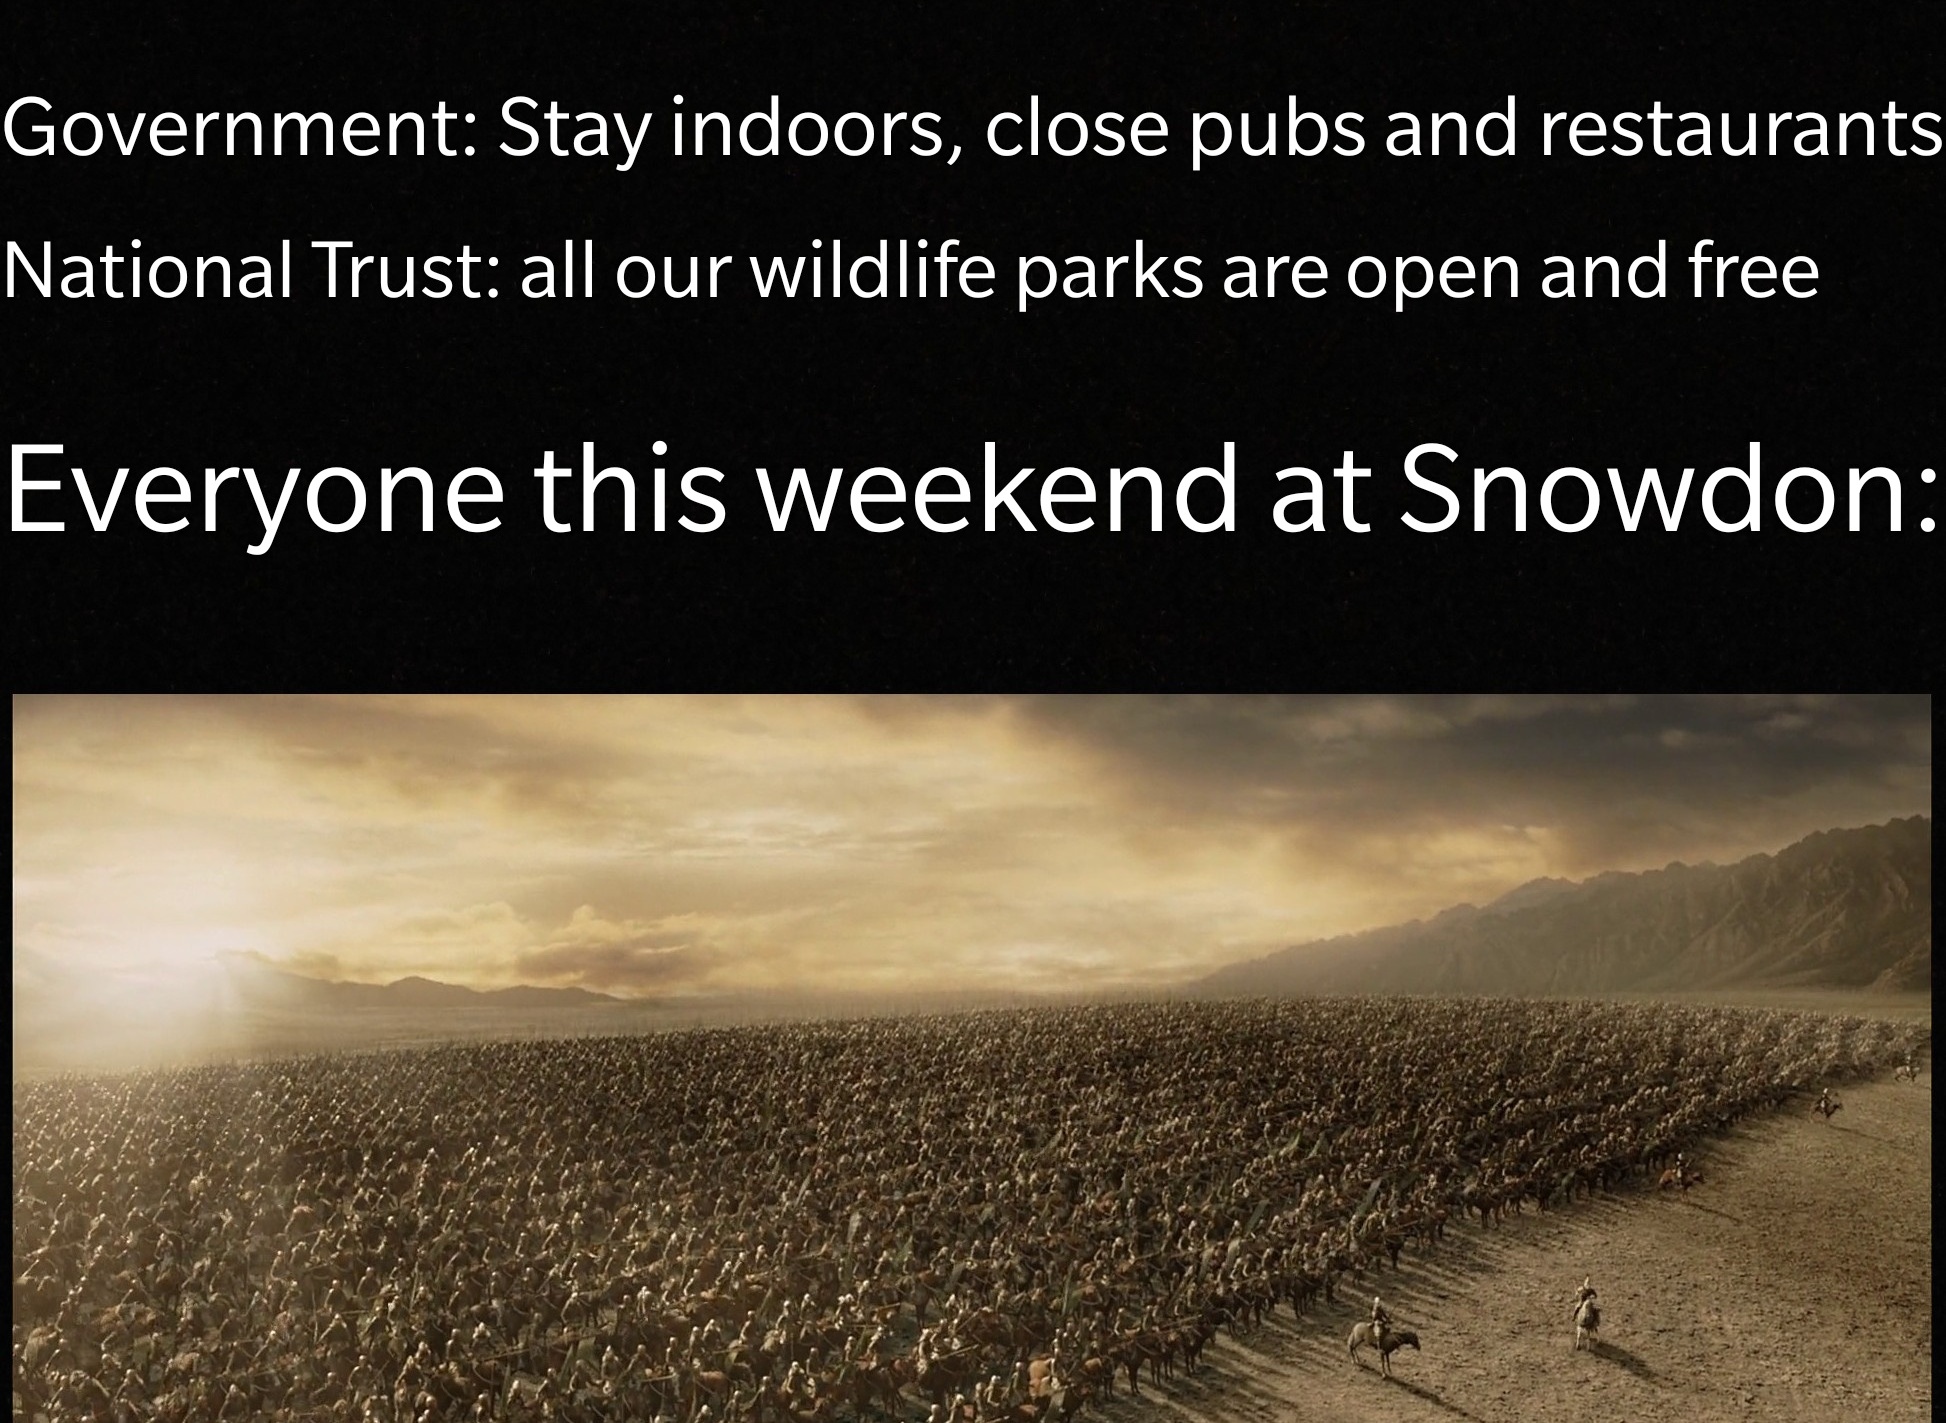 Government: Stay indoors, close pubs and restaurants
National Trust: all our wildlife parks are open and free
Everyone this weekend at Snowdon: